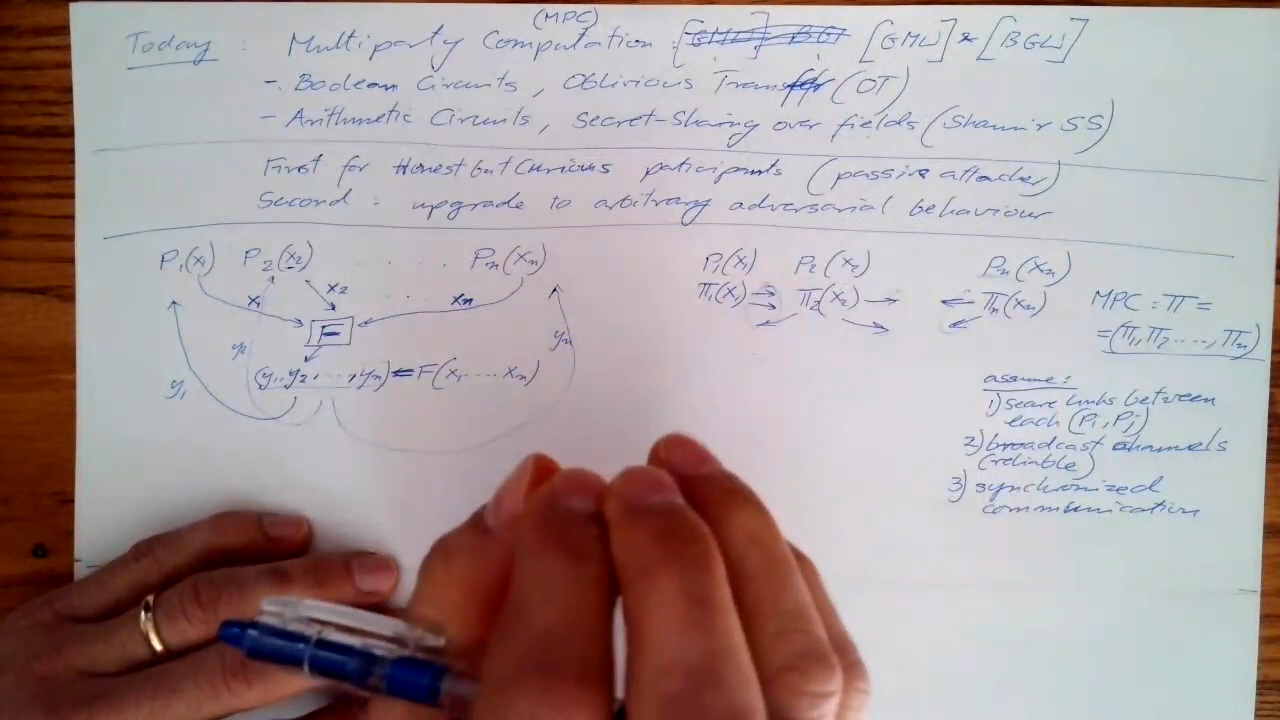 (MPC)
Today : Multiparty Computation : [GMW] & [BGW]
- Boolean Circuits, Oblivious Transfer (OT)
- Arithmetic Circuits, Secret-Sharing over fields (Shamir SS)
First for Honest but Curious paticipants (passive attacker)
Second : upgrade to arbitrary adversarial behaviour
P1(x1) P2(x2) . . . . . Pn(xn)
x1 x2 xn
F
y1 y2 yn
(y1,y2,...,yn) = F(x1....xn)
P1(x1) P2(x2) Pn(xn)
π1(x1) π2(x2) πn(xn)
MPC : π =
= (π1,π2....,πn)
assume:
1) secure links between
each (Pi, Pj)
2) broadcast channels
(reliable)
3) synchronized
communication